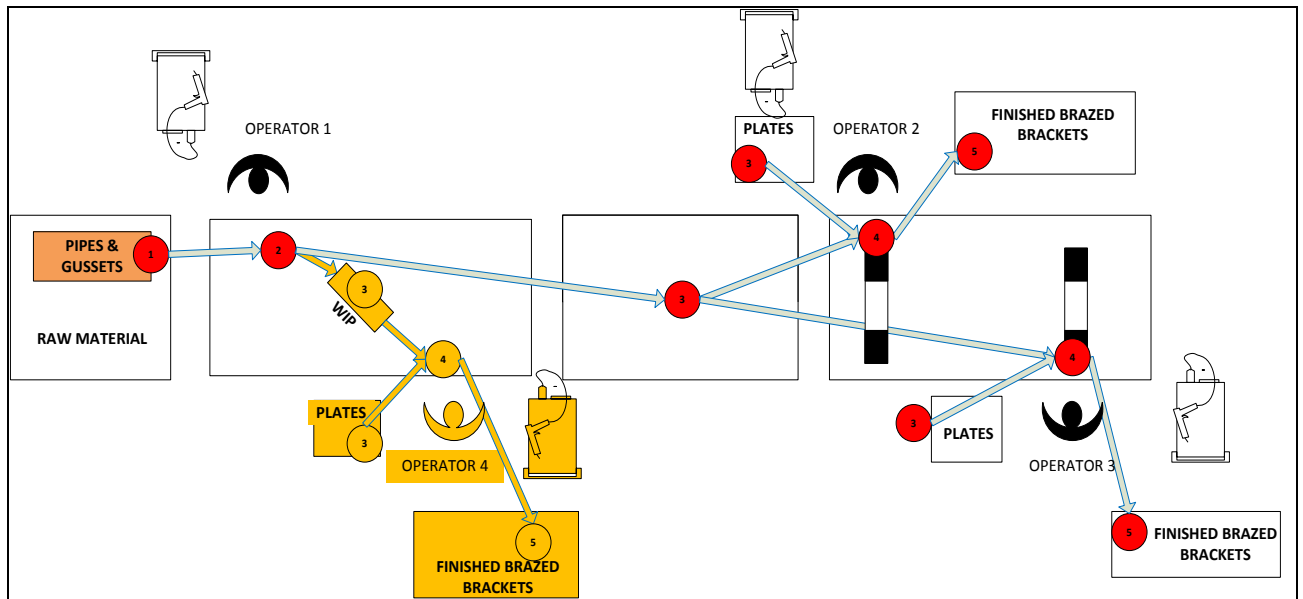 OPERATOR 1
PLATES
3
OPERATOR 2
FINISHED BRAZED
BRACKETS
5
PIPES &
GUSSETS
1
RAW MATERIAL
2
3
WIP
4
3
4
4
PLATES
3
OPERATOR 4
5
FINISHED BRAZED
BRACKETS
3
PLATES
OPERATOR 3
5
FINISHED BRAZED
BRACKETS